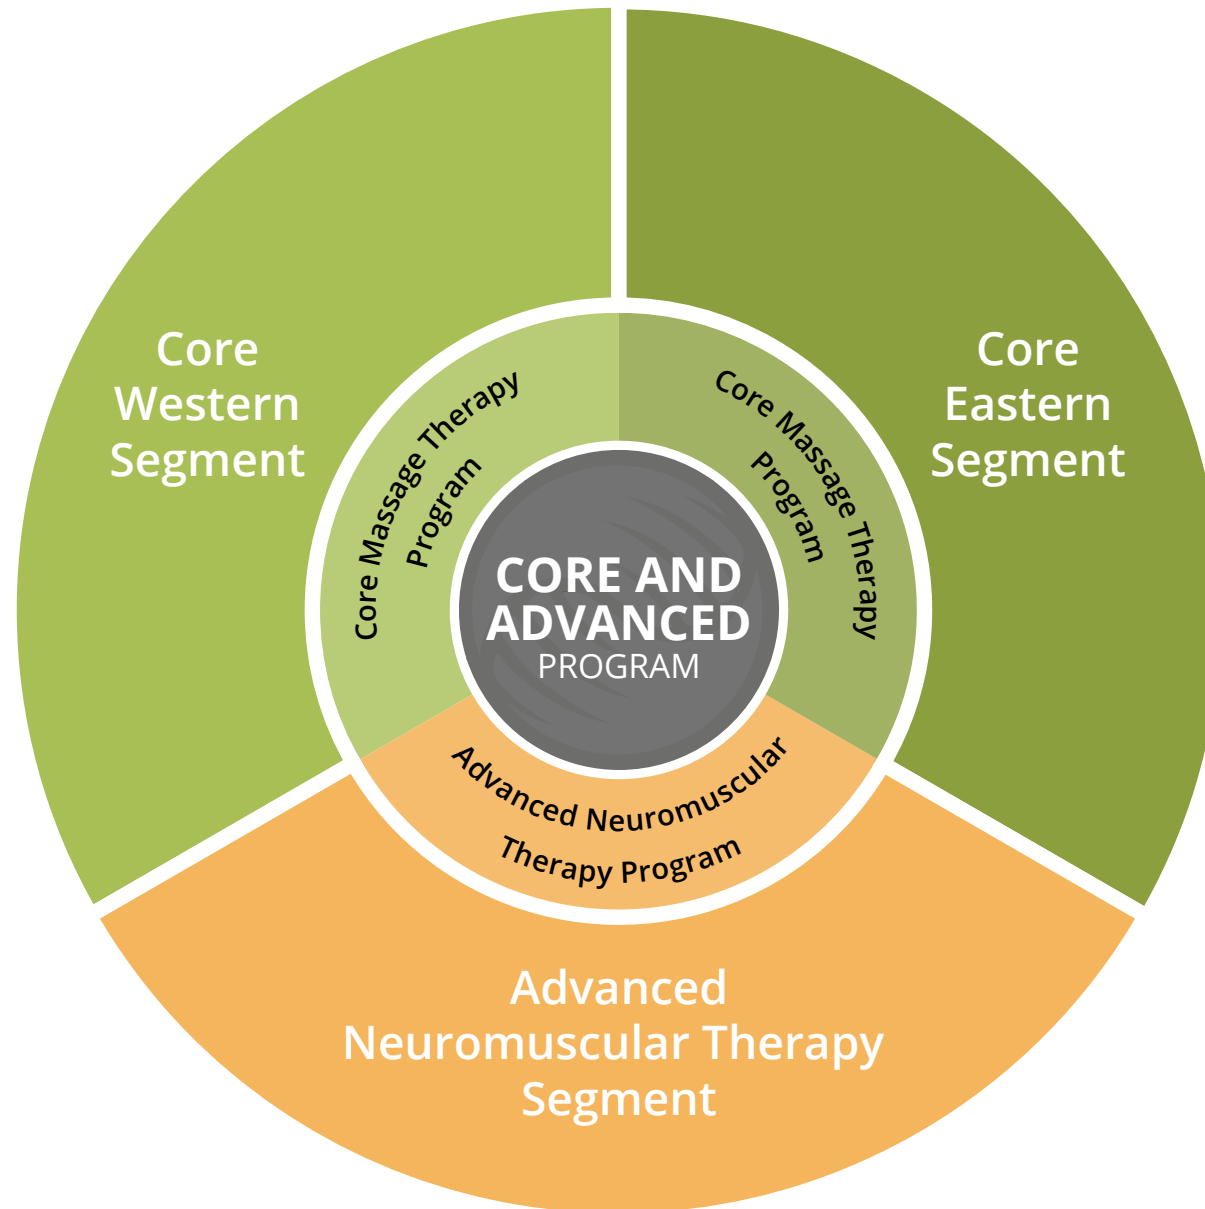 Core
Western
Segment
Core
Eastern
Segment
Core Massage Therapy
Program
Core Massage Therapy
Program
CORE AND
ADVANCED
PROGRAM
Advanced Neuromuscular
Therapy Program
Advanced
Neuromuscular Therapy
Segment